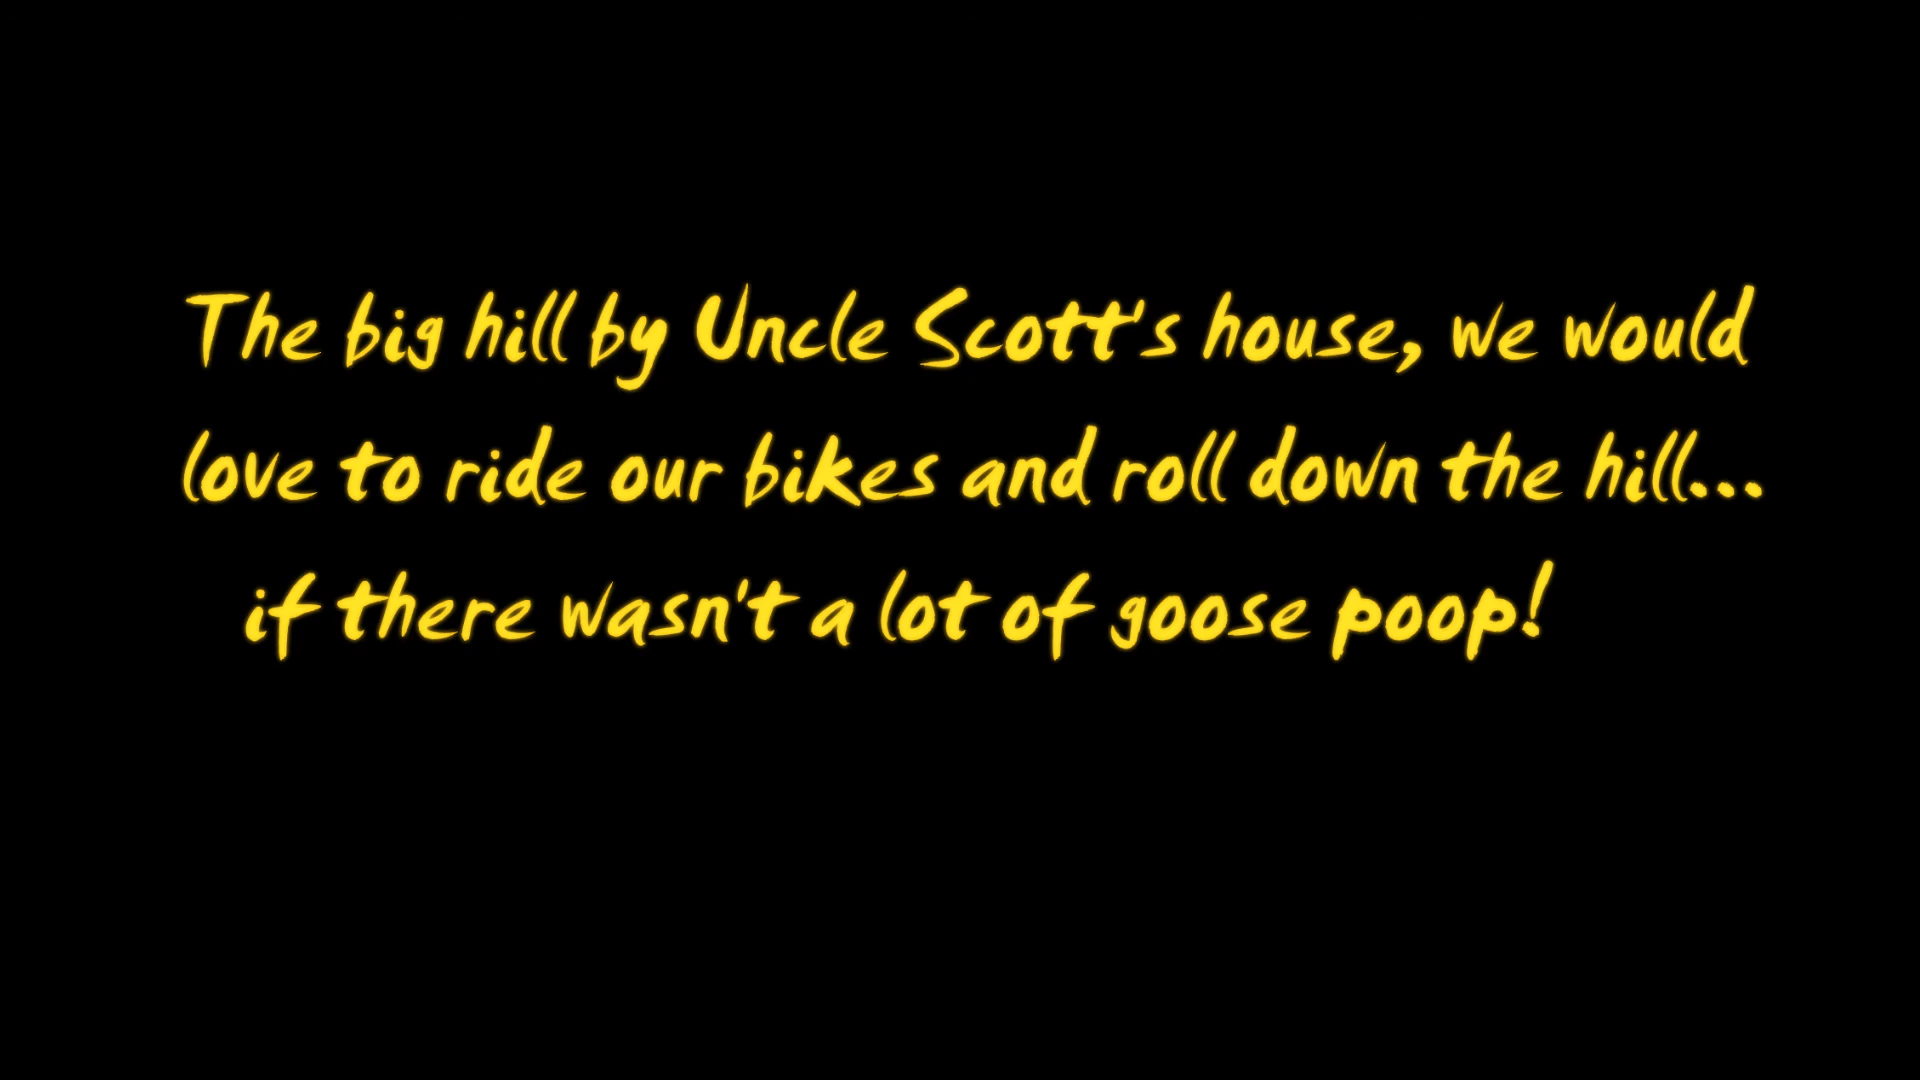 The big hill by Uncle Scott's house, we would
love to ride our bikes and roll down the hill...
if there wasn't a lot of goose poop!